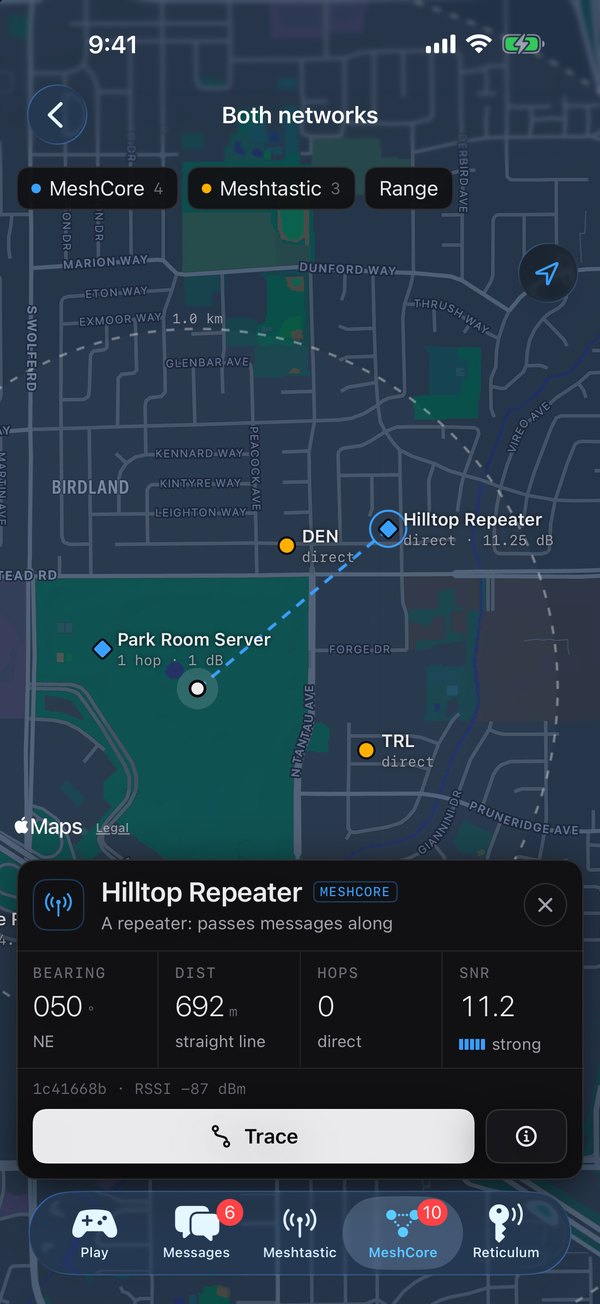 9:41
Both networks
MeshCore 4
Meshtastic 3
Range
MARION WAY
DUNFORD WAY
ETON WAY
THRUSH WAY
EXMOOR WAY
1.0 km
S WOLFE RD
GLENBAR AVE
VIREO AVE
KENNARD WAY
PEACOCK AVE
BIRDLAND
KINTYRE WAY
LEIGHTON WAY
Hilltop Repeater
direct · 11.25 dB
DEN
direct
TEAD RD
Park Room Server
1 hop · 1 dB
FORGE DR
N TANTAU AVE
TRL
direct
GIANNINI DR
PRUNERIDGE AVE
Maps
Legal
Hilltop Repeater
MESHCORE
A repeater: passes messages along
BEARING
DIST
HOPS
SNR
050 °
692 m
0
11.2
NE
straight line
direct
strong
1c41668b · RSSI −87 dBm
Trace
6
10
Play
Messages
Meshtastic
MeshCore
Reticulum